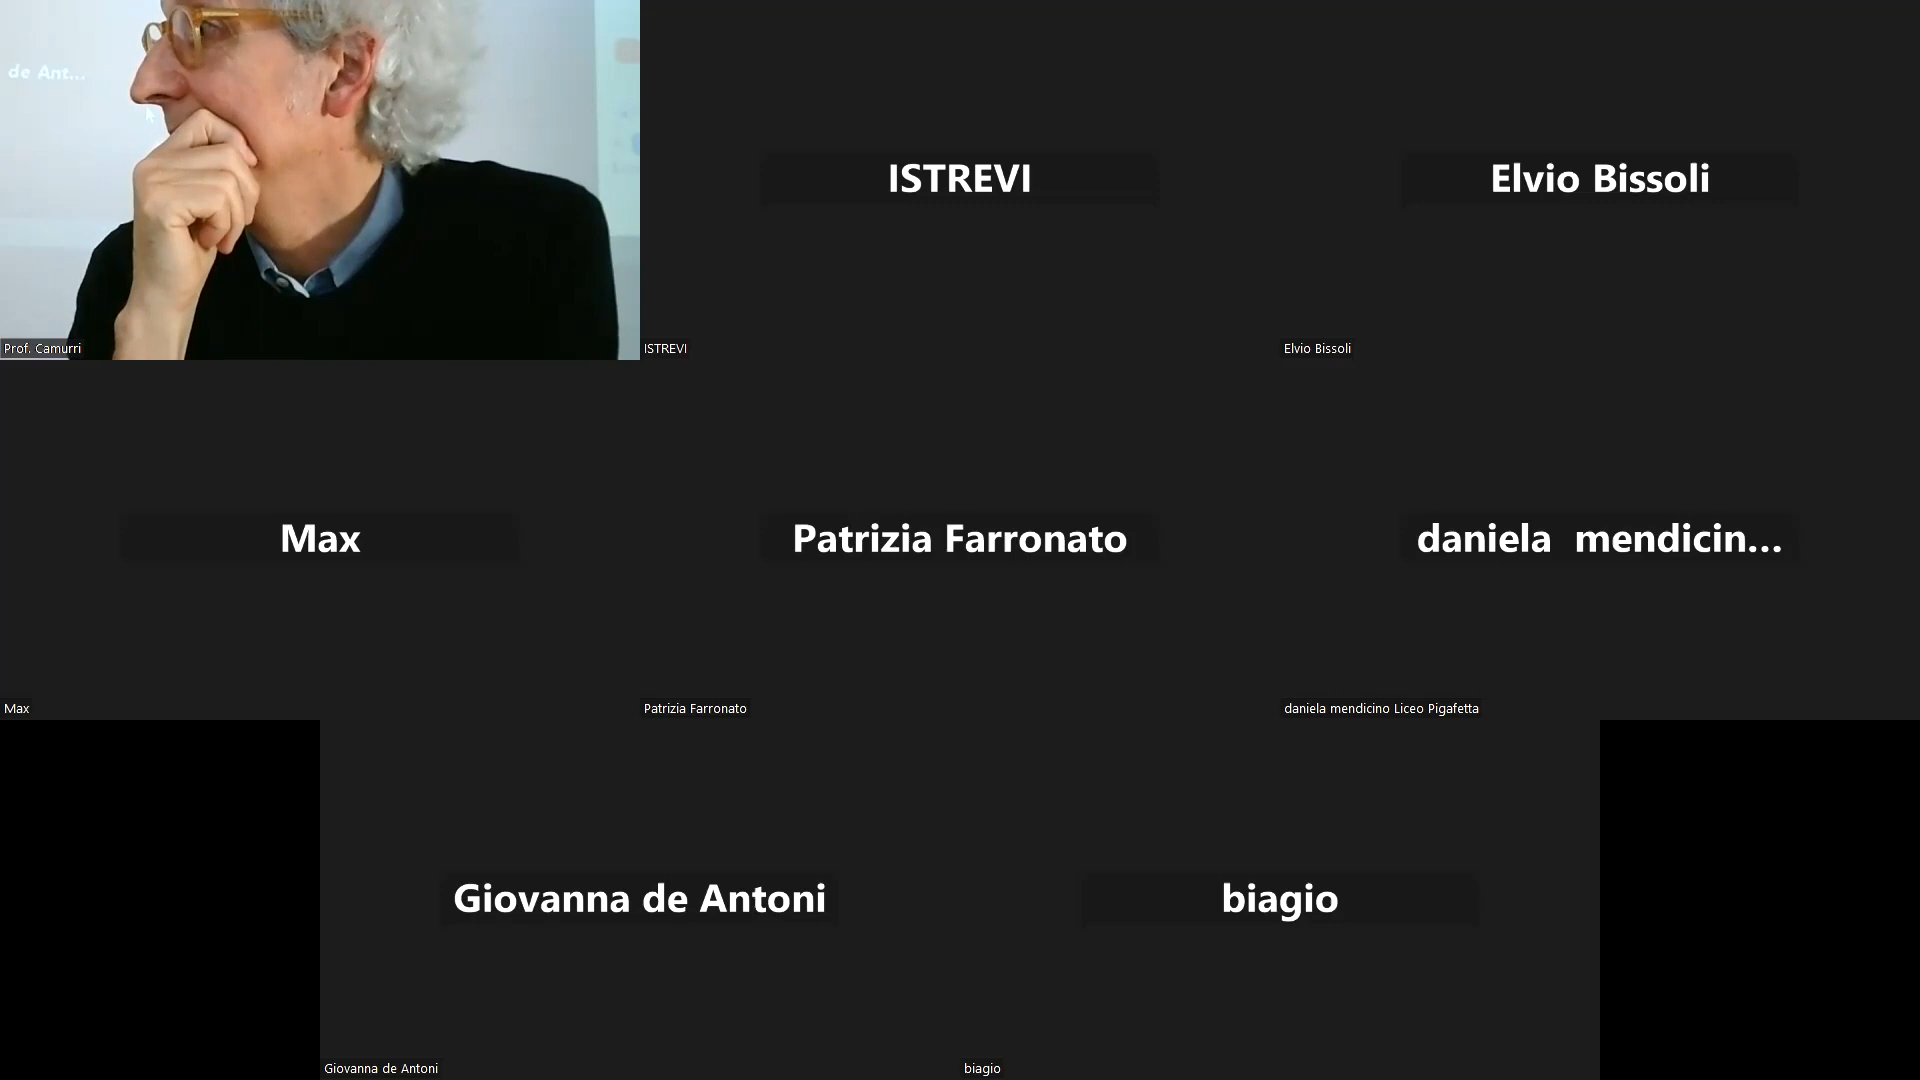 de Ant...
Prof. Camurri
ISTREVI
ISTREVI
Elvio Bissoli
Elvio Bissoli
Max
Max
Patrizia Farronato
Patrizia Farronato
daniela  mendicin...
daniela mendicino Liceo Pigafetta
Giovanna de Antoni
Giovanna de Antoni
biagio
biagio